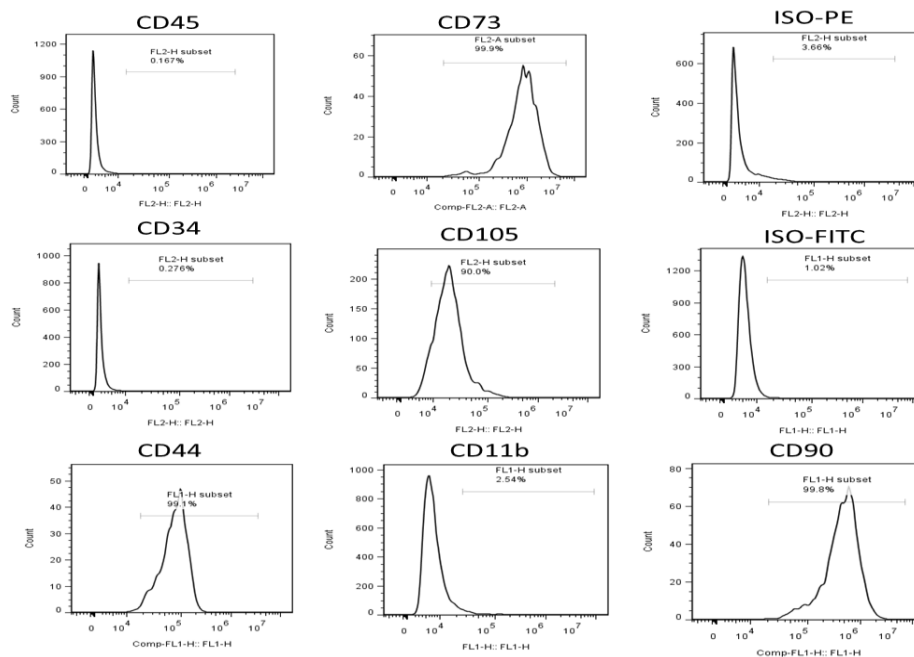 CD45
FL2-H subset
0.167%
1200
900
600
300
0
Count
0 10^4 10^5 10^6 10^7
FL2-H:: FL2-H
CD73
FL2-A subset
99.9%
60
40
20
0
Count
0 10^4 10^5 10^6 10^7
Comp-FL2-A:: FL2-A
ISO-PE
FL2-H subset
3.66%
600
400
200
0
Count
0 10^4 10^5 10^6 10^7
FL2-H:: FL2-H
CD34
FL2-H subset
0.276%
1000
800
600
400
200
0
Count
0 10^4 10^5 10^6 10^7
FL2-H:: FL2-H
CD105
FL2-H subset
90.0%
250
200
150
100
50
0
Count
0 10^4 10^5 10^6 10^7
FL2-H:: FL2-H
ISO-FITC
FL1-H subset
1.02%
1200
900
600
300
0
Count
0 10^4 10^5 10^6 10^7
FL1-H:: FL1-H
CD44
FL1-H subset
99.1%
50
40
30
20
10
0
Count
0 10^4 10^5 10^6 10^7
Comp-FL1-H:: FL1-H
CD11b
FL1-H subset
2.54%
1000
800
600
400
200
0
Count
0 10^4 10^5 10^6 10^7
FL1-H:: FL1-H
CD90
FL1-H subset
99.8%
80
60
40
20
0
Count
0 10^4 10^5 10^6 10^7
Comp-FL1-H:: FL1-H